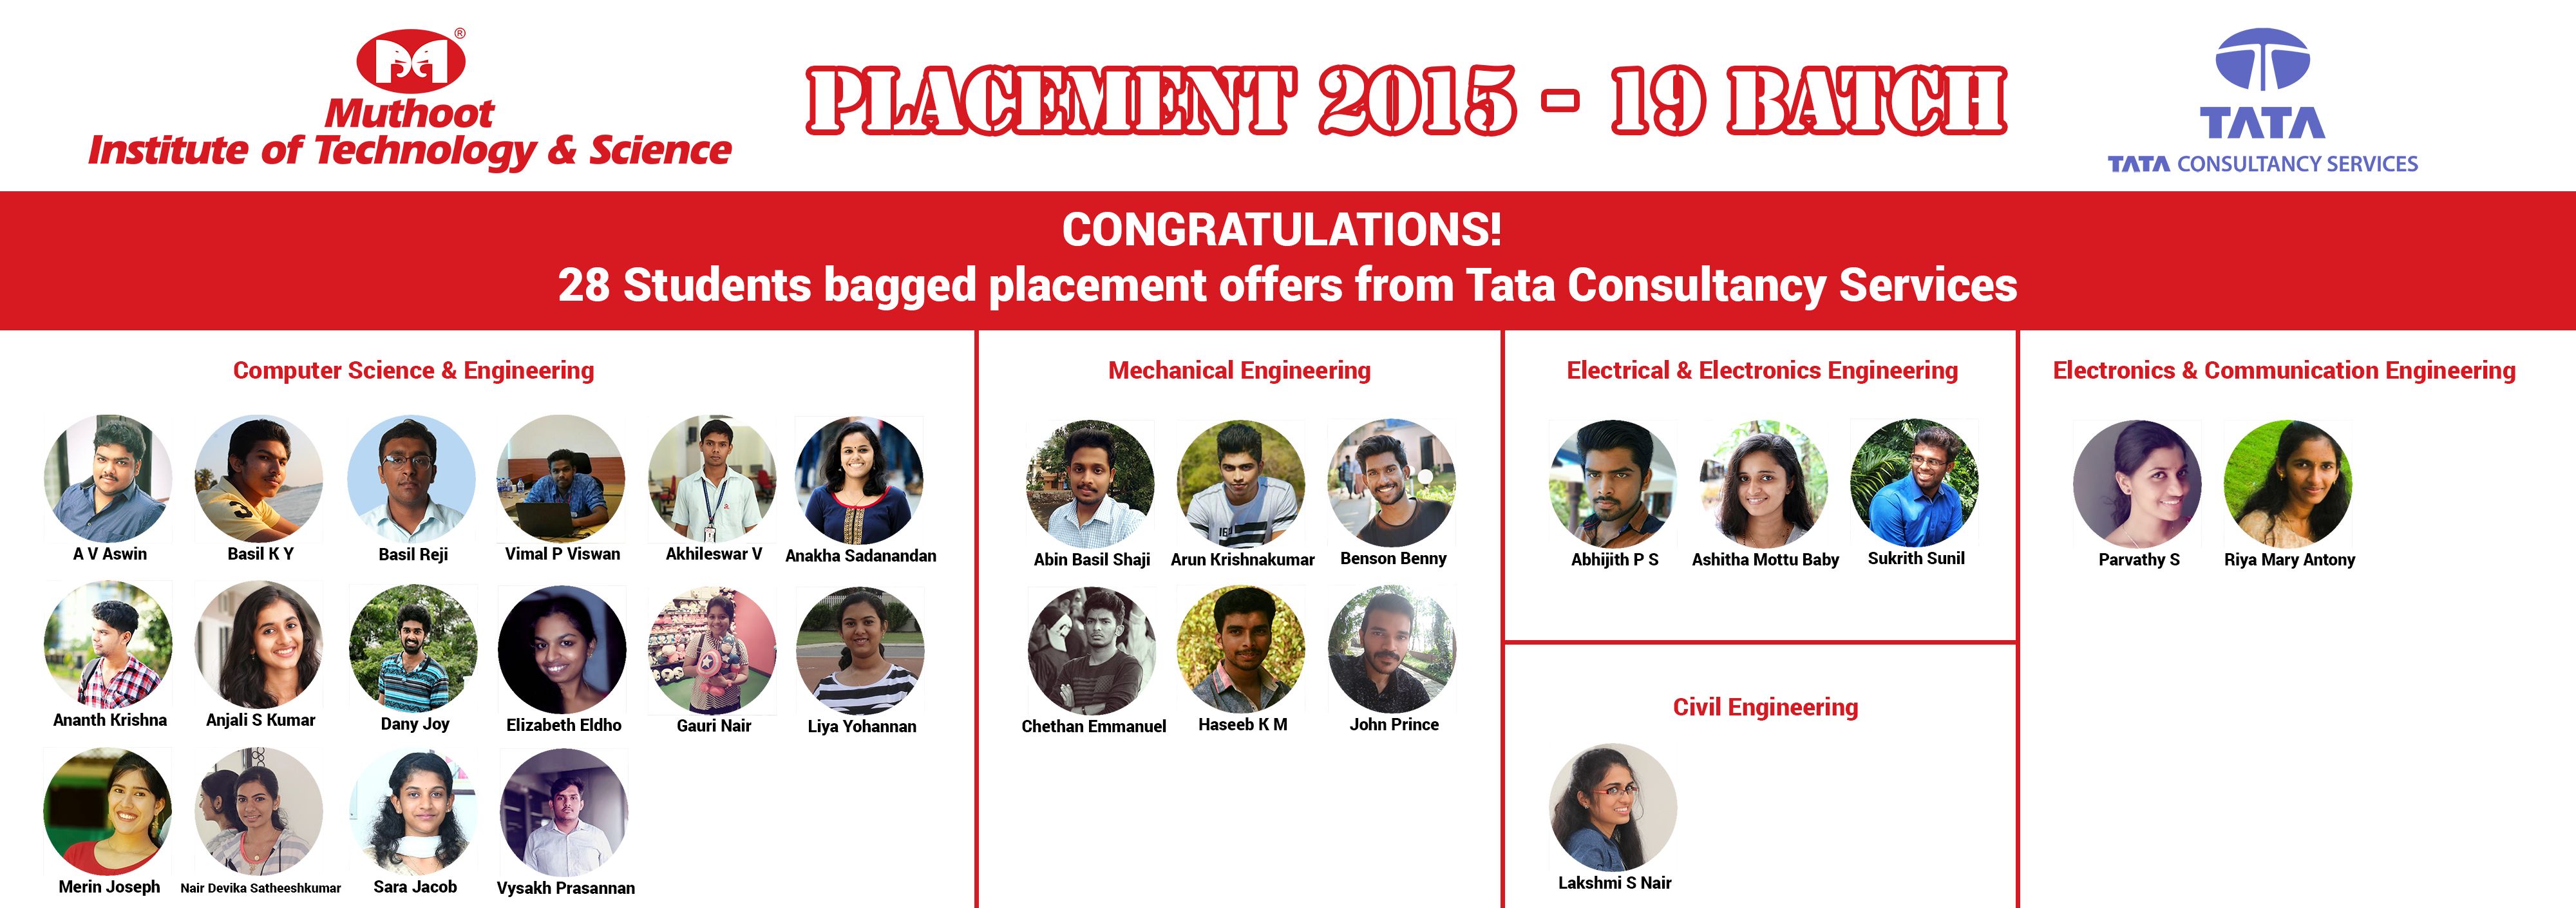 ®
Muthoot
Institute of Technology & Science
PLACEMENT 2015 - 19 BATCH
TATA
TATA CONSULTANCY SERVICES
CONGRATULATIONS!
28 Students bagged placement offers from Tata Consultancy Services
Computer Science & Engineering
A V Aswin
Basil K Y
Basil Reji
Vimal P Viswan
Akhileswar V
Anakha Sadanandan
Ananth Krishna
Anjali S Kumar
Dany Joy
Elizabeth Eldho
Gauri Nair
Liya Yohannan
Merin Joseph
Nair Devika Satheeshkumar
Sara Jacob
Vysakh Prasannan
Mechanical Engineering
Abin Basil Shaji
Arun Krishnakumar
Benson Benny
Chethan Emmanuel
Haseeb K M
John Prince
Electrical & Electronics Engineering
Abhijith P S
Ashitha Mottu Baby
Sukrith Sunil
Civil Engineering
Lakshmi S Nair
Electronics & Communication Engineering
Parvathy S
Riya Mary Antony